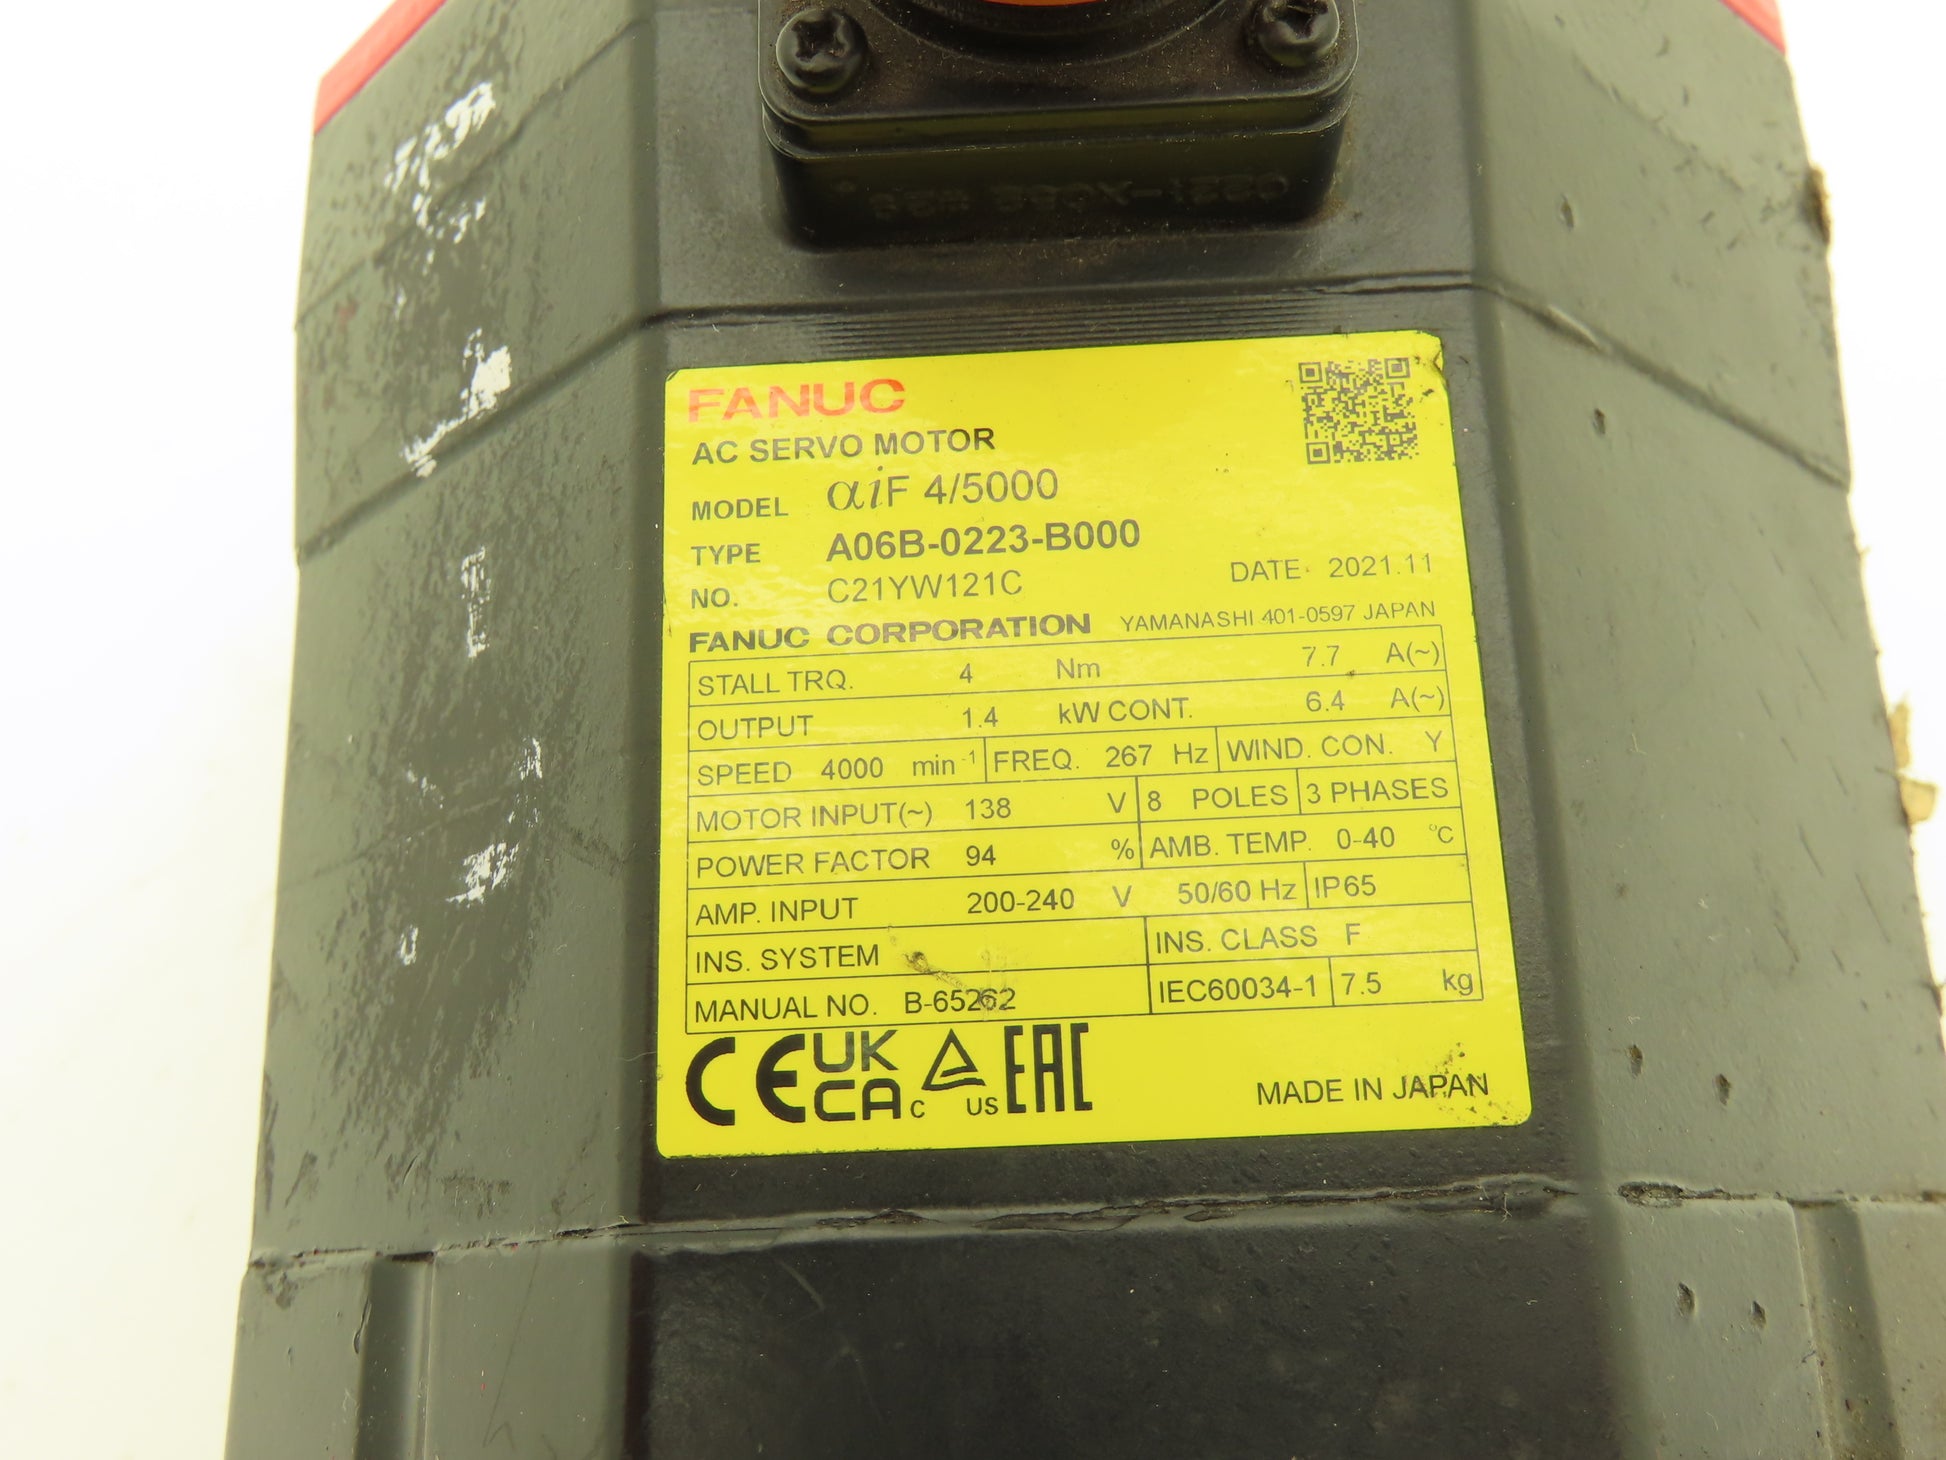 FANUC
AC SERVO MOTOR
MODEL αiF 4/5000
TYPE A06B-0223-B000
NO. C21YW121C DATE 2021.11
FANUC CORPORATION YAMANASHI 401-0597 JAPAN
STALL TRQ. 4 Nm 7.7 A(~)
OUTPUT 1.4 kW CONT. 6.4 A(~)
SPEED 4000 min⁻¹ FREQ. 267 Hz WIND. CON. Y
MOTOR INPUT(~) 138 V 8 POLES 3 PHASES
POWER FACTOR 94 % AMB. TEMP. 0-40 °C
AMP. INPUT 200-240 V 50/60 Hz IP65
INS. SYSTEM INS. CLASS F
MANUAL NO. B-65262 IEC60034-1 7.5 kg
CE UK CA C US EAC
MADE IN JAPAN